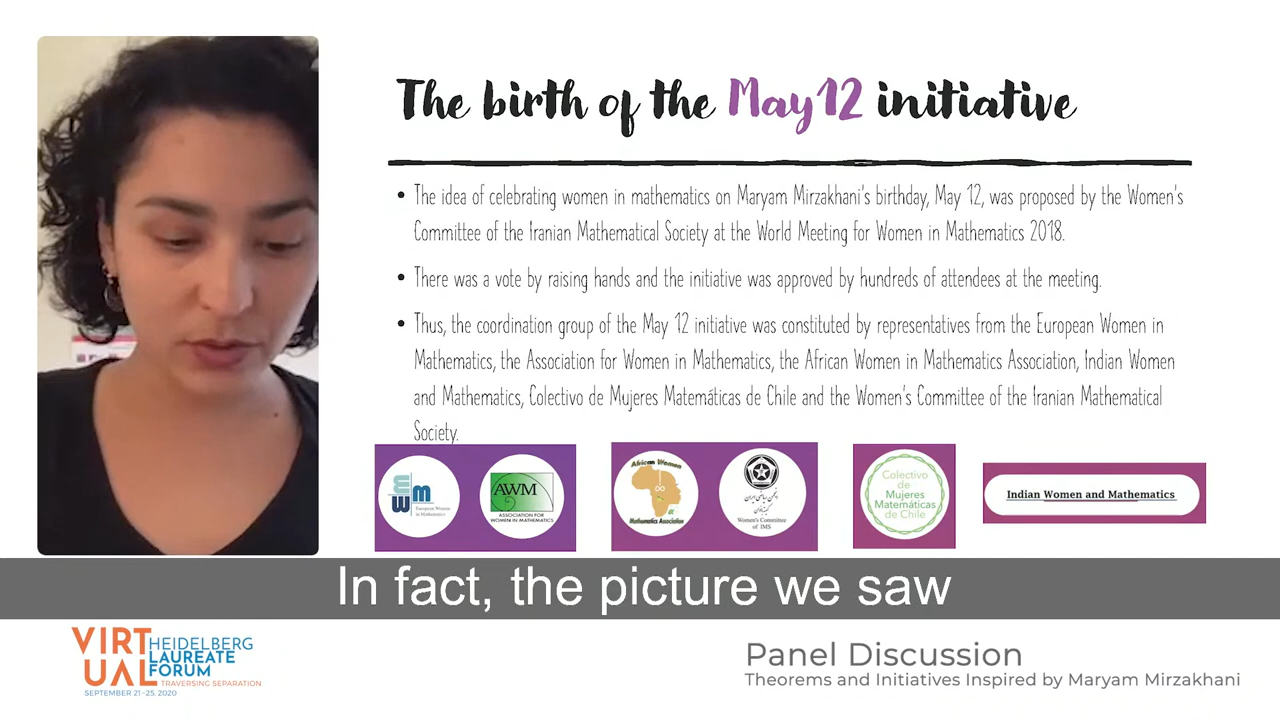 The birth of the May12 initiative
• The idea of celebrating women in mathematics on Maryam Mirzakhani's birthday, May 12, was proposed by the Women's
Committee of the Iranian Mathematical Society at the World Meeting for Women in Mathematics 2018.
• There was a vote by raising hands and the initiative was approved by hundreds of attendees at the meeting.
• Thus, the coordination group of the May 12 initiative was constituted by representatives from the European Women in
Mathematics, the Association for Women in Mathematics, the African Women in Mathematics Association, Indian Women
and Mathematics, Colectivo de Mujeres Matemáticas de Chile and the Women's Committee of the Iranian Mathematical
Society.
European Women
in Mathematics
AWM
ASSOCIATION FOR
WOMEN IN MATHEMATICS
African Women
Mathematics Association
Women's Committee
of IMS
Colectivo
de
Mujeres
Matemáticas
de Chile
Indian Women and Mathematics
In fact, the picture we saw
VIRTUAL
HEIDELBERG
LAUREATE
FORUM
TRAVERSING SEPARATION
SEPTEMBER 21–25, 2020
Panel Discussion
Theorems and Initiatives Inspired by Maryam Mirzakhani